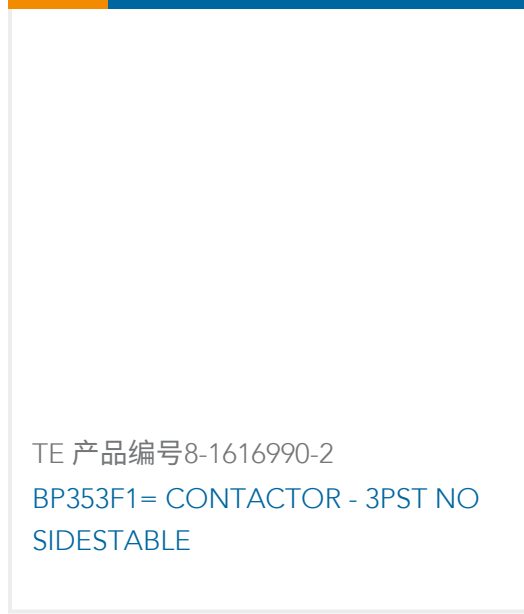 TE 产品编号8-1616990-2
BP353F1= CONTACTOR - 3PST NO
SIDESTABLE